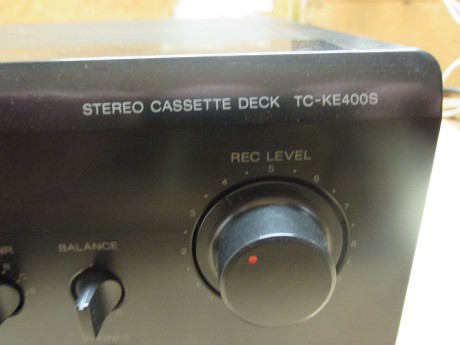 STEREO CASSETTE DECK TC-KE400S
REC LEVEL
5
4 6
3 7
2 8
BALANCE